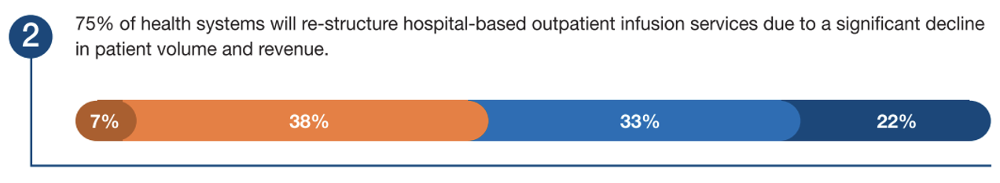 2
75% of health systems will re-structure hospital-based outpatient infusion services due to a significant decline
in patient volume and revenue.
7% 38% 33% 22%